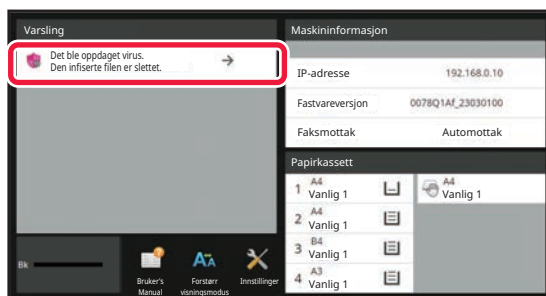 Varsling
Det ble oppdaget virus.
Den infiserte filen er slettet.
Bk
Bruker's
Manual
Forstørr
visningsmodus
Innstillinger
Maskininformasjon
IP-adresse 192.168.0.10
Fastvareversjon 0078Q1Af_23030100
Faksmottak Automottak
Papirkassett
1 A4
Vanlig 1
A4
Vanlig 1
2 A4
Vanlig 1
3 B4
Vanlig 1
4 A3
Vanlig 1